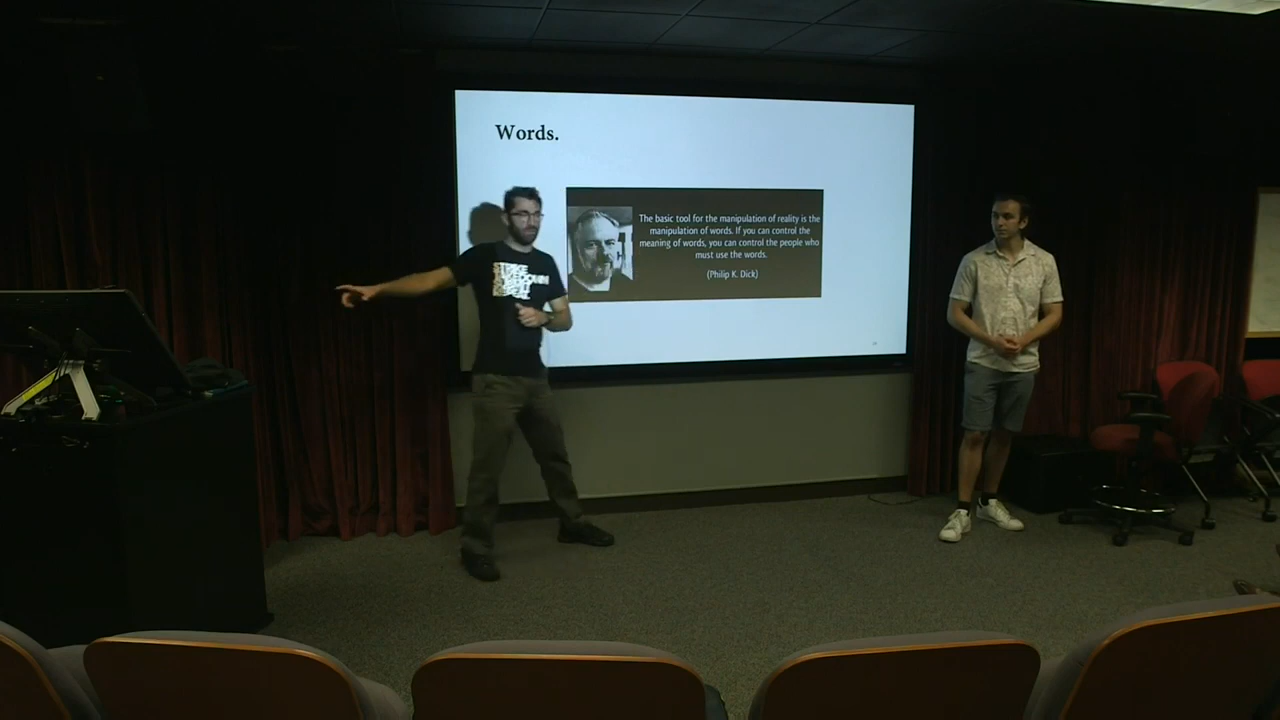 Words.
The basic tool for the manipulation of reality is the
manipulation of words. If you can control the
meaning of words, you can control the people who
must use the words.
(Philip K. Dick)